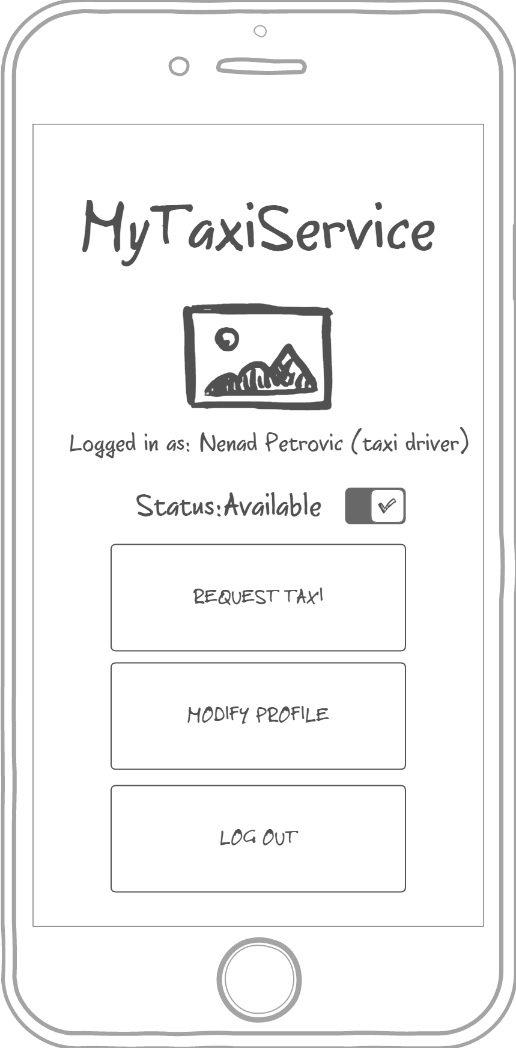 MyTaxiService
Logged in as: Nenad Petrovic (taxi driver)
Status:Available
REQUEST TAXI
MODIFY PROFILE
LOG OUT